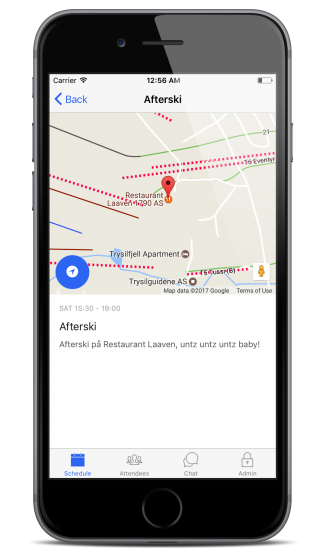 Carrier 12:56 AM
Back Afterski
21
To Eventyr
Restaurant
Laaven 1790 AS
Trysilfjell Apartment
Trysilguidene AS
Map data ©2017 Google Terms of Use
SAT 15:30 - 19:00
Afterski
Afterski på Restaurant Laaven, untz untz untz baby!
Schedule Attendees Chat Admin